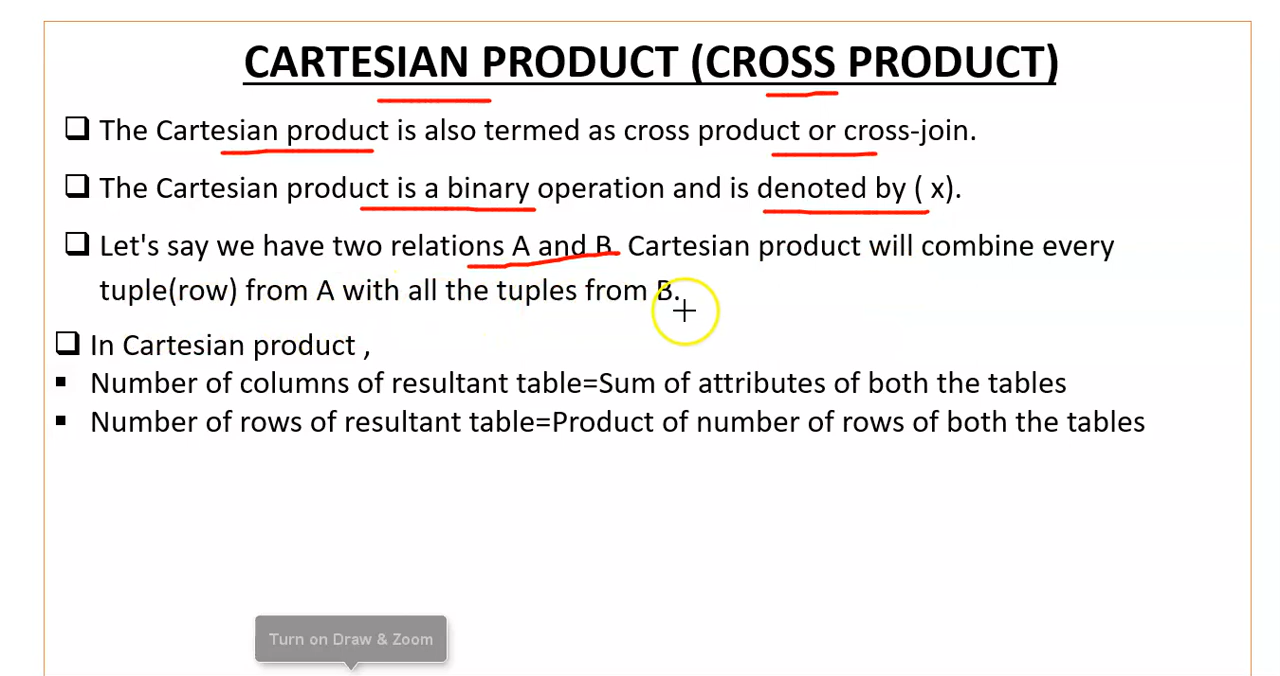 CARTESIAN PRODUCT (CROSS PRODUCT)
The Cartesian product is also termed as cross product or cross-join.
The Cartesian product is a binary operation and is denoted by ( x).
Let's say we have two relations A and B. Cartesian product will combine every
tuple(row) from A with all the tuples from B.
In Cartesian product ,
Number of columns of resultant table=Sum of attributes of both the tables
Number of rows of resultant table=Product of number of rows of both the tables
Turn on Draw & Zoom